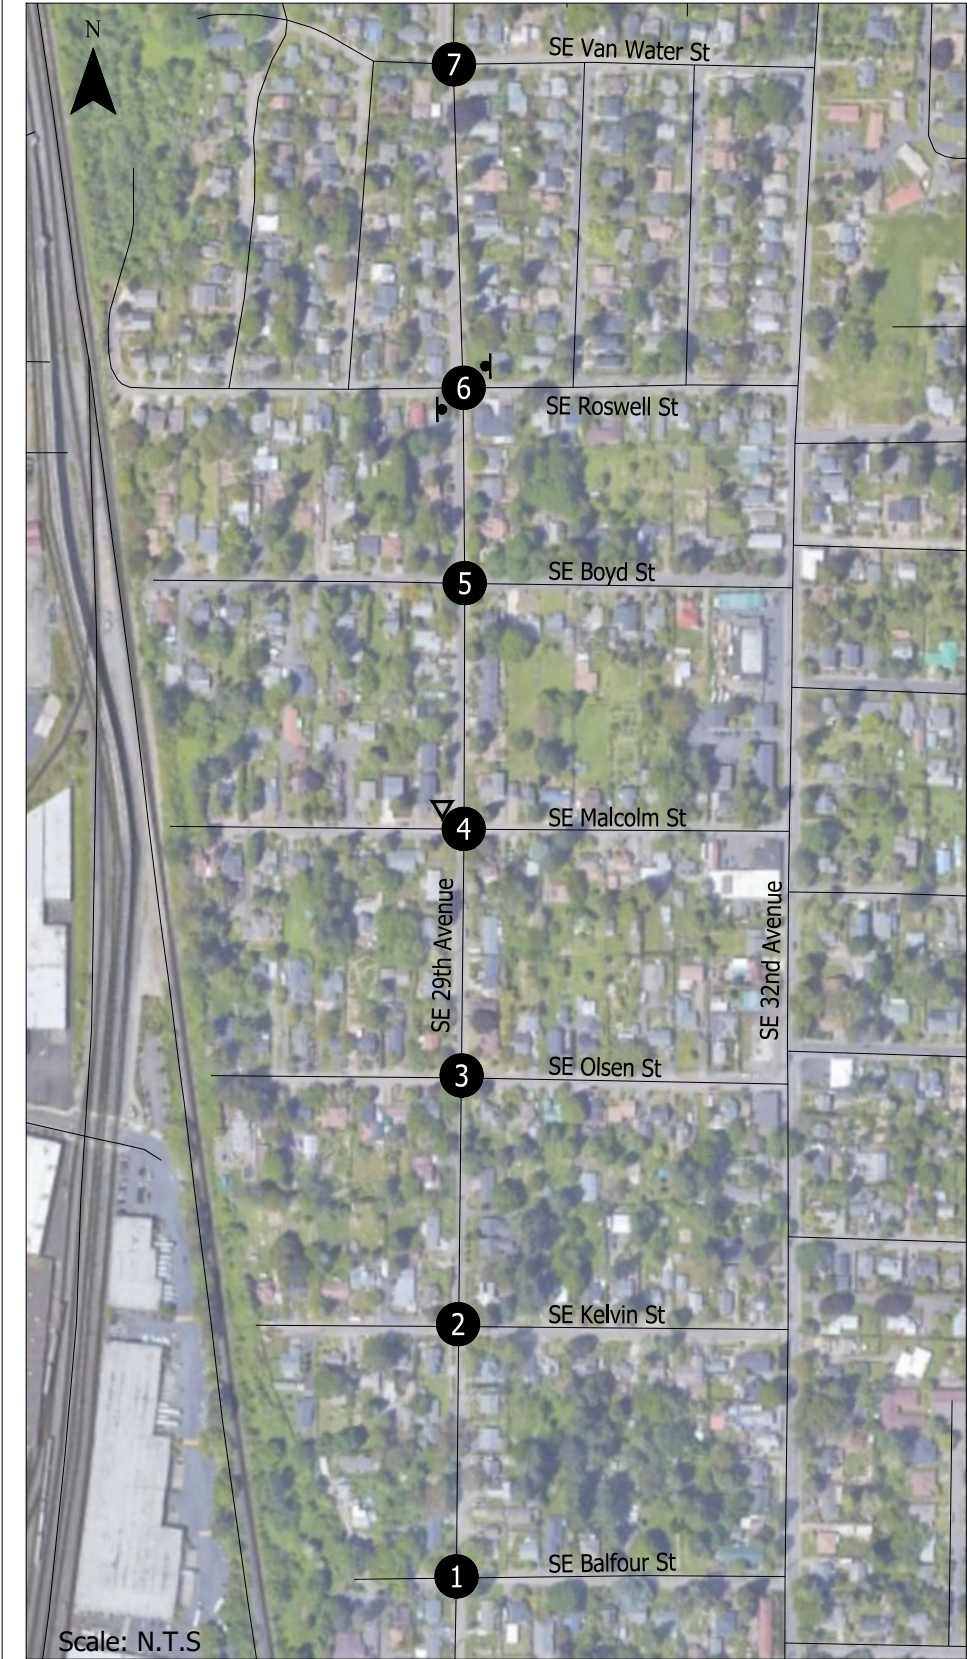 N
7
SE Van Water St
6
SE Roswell St
5
SE Boyd St
4
SE Malcolm St
SE 29th Avenue
SE 32nd Avenue
3
SE Olsen St
2
SE Kelvin St
1
SE Balfour St
Scale: N.T.S